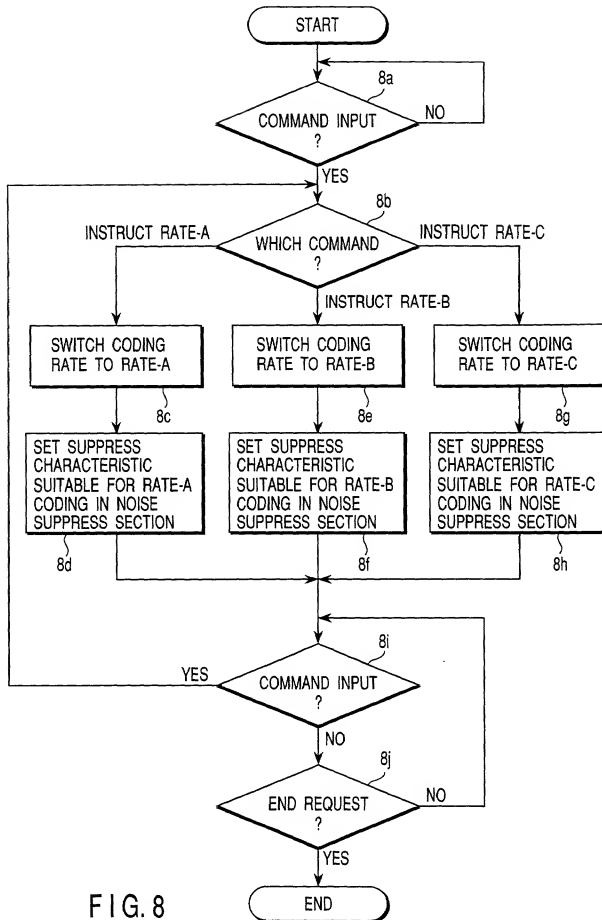 START
8a
COMMAND INPUT
?
NO
YES
8b
INSTRUCT RATE-A
WHICH COMMAND
?
INSTRUCT RATE-C
INSTRUCT RATE-B
SWITCH CODING
RATE TO RATE-A
8c
SWITCH CODING
RATE TO RATE-B
8e
SWITCH CODING
RATE TO RATE-C
8g
SET SUPPRESS
CHARACTERISTIC
SUITABLE FOR RATE-A
CODING IN NOISE
SUPPRESS SECTION
8d
SET SUPPRESS
CHARACTERISTIC
SUITABLE FOR RATE-B
CODING IN NOISE
SUPPRESS SECTION
8f
SET SUPPRESS
CHARACTERISTIC
SUITABLE FOR RATE-C
CODING IN NOISE
SUPPRESS SECTION
8h
8i
YES
COMMAND INPUT
?
NO
8j
END REQUEST
?
NO
YES
END
FIG. 8